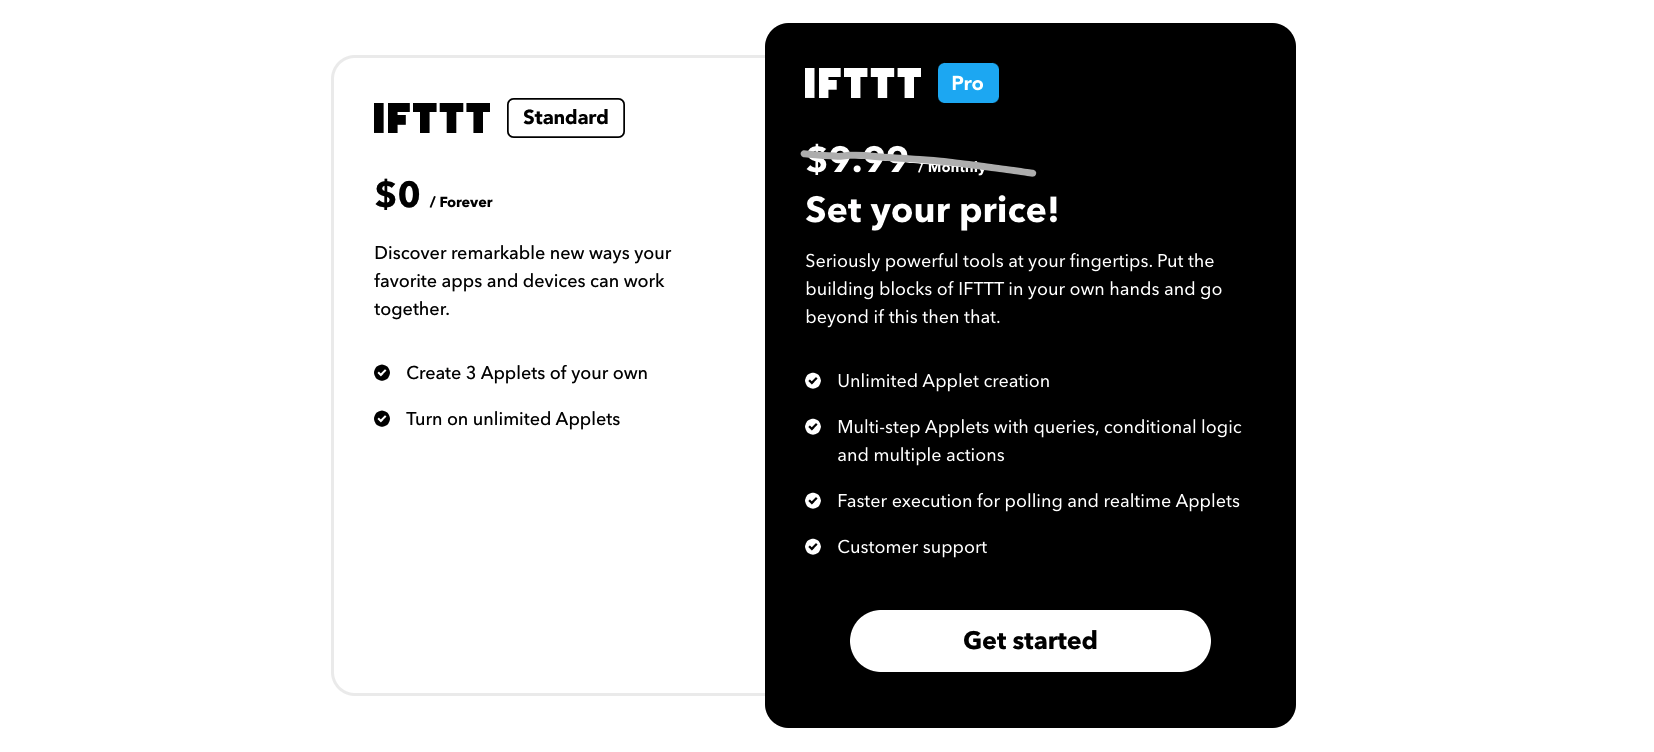 IFTTT Standard
$0 / Forever
Discover remarkable new ways your
favorite apps and devices can work
together.
Create 3 Applets of your own
Turn on unlimited Applets
IFTTT Pro
$9.99 / Monthly
Set your price!
Seriously powerful tools at your fingertips. Put the
building blocks of IFTTT in your own hands and go
beyond if this then that.
Unlimited Applet creation
Multi-step Applets with queries, conditional logic
and multiple actions
Faster execution for polling and realtime Applets
Customer support
Get started